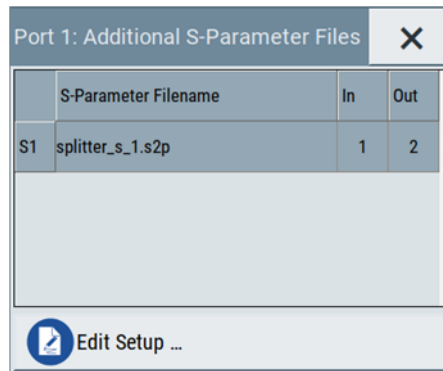 Port 1: Additional S-Parameter Files
S-Parameter Filename In Out
S1 splitter_s_1.s2p 1 2
Edit Setup ...